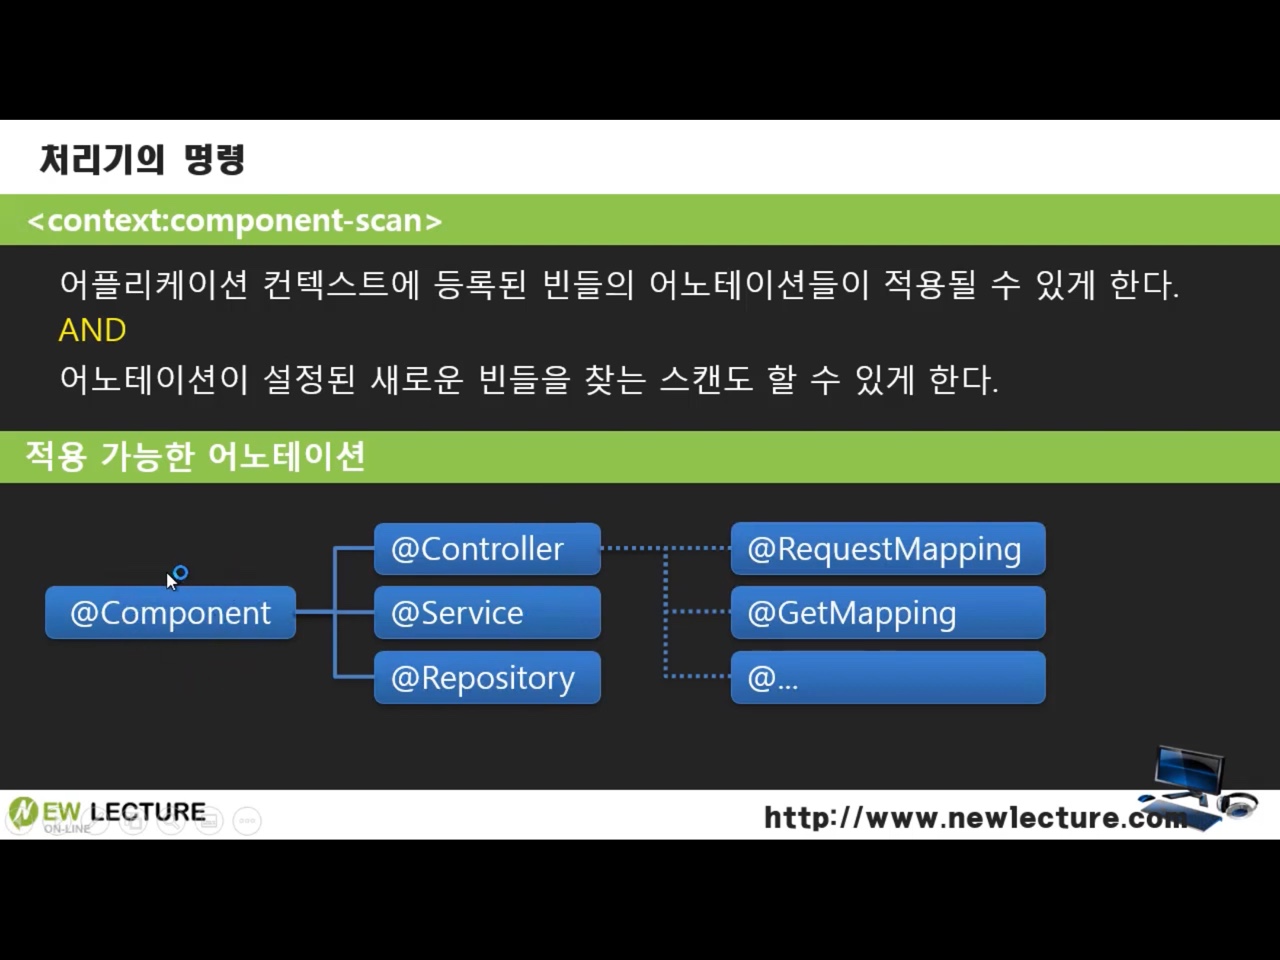 처리기의 명령
<context:component-scan>
어플리케이션 컨텍스트에 등록된 빈들의 어노테이션들이 적용될 수 있게 한다.
AND
어노테이션이 설정된 새로운 빈들을 찾는 스캔도 할 수 있게 한다.
적용 가능한 어노테이션
@Component
@Controller
@Service
@Repository
@RequestMapping
@GetMapping
@...
NEW LECTURE
ON-LINE
http://www.newlecture.com